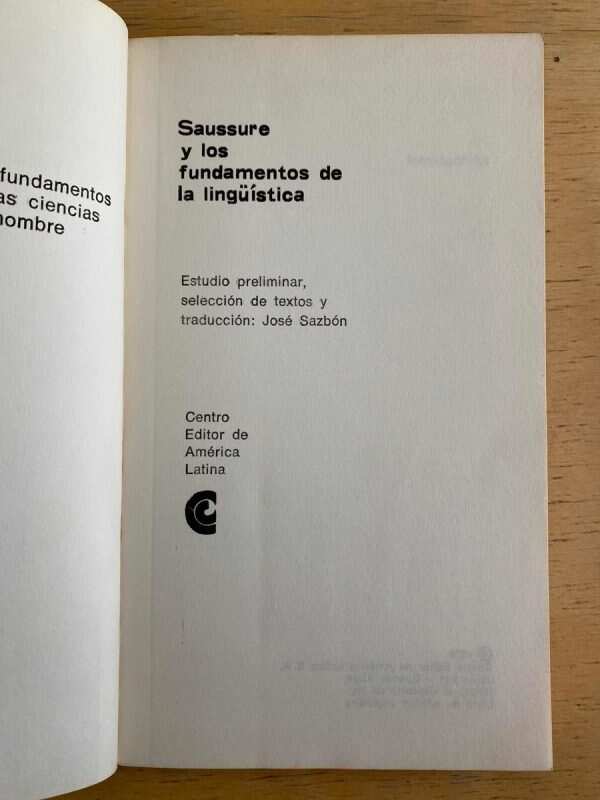 fundamentos
as ciencias
hombre
Saussure
y los
fundamentos de
la lingüística
Estudio preliminar,
selección de textos y
traducción: José Sazbón
Centro
Editor de
América
Latina